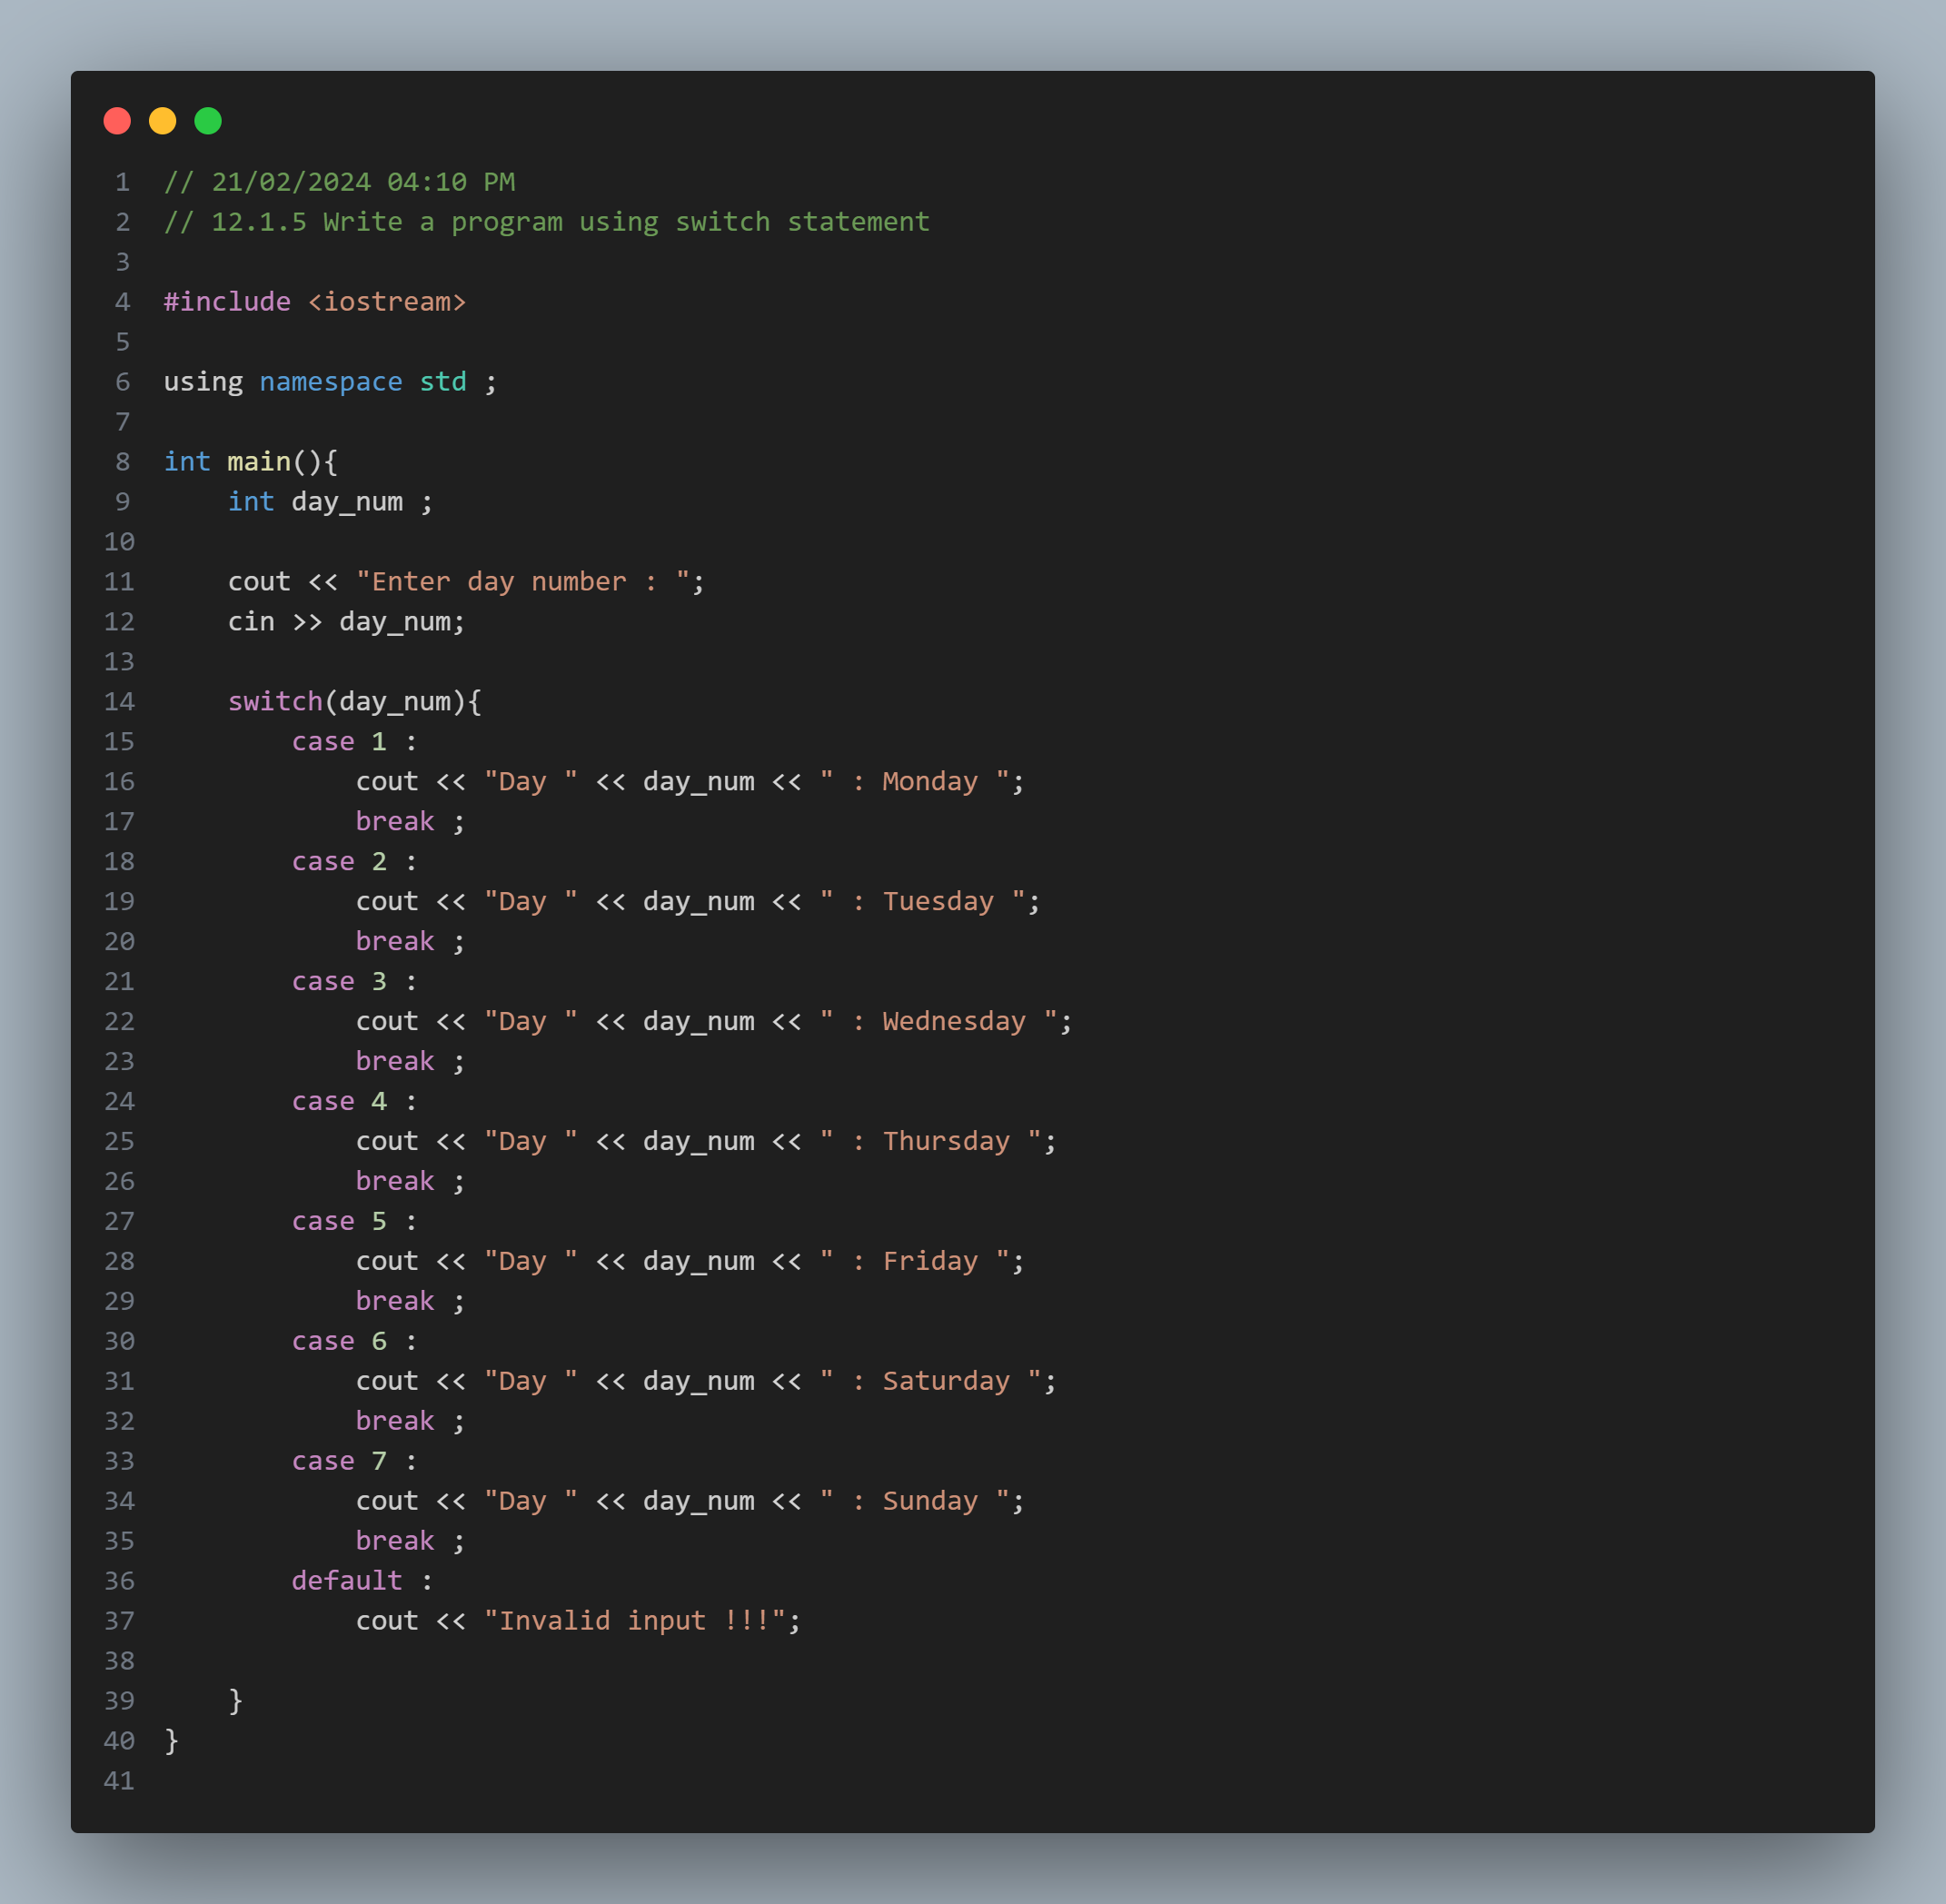 1 // 21/02/2024 04:10 PM
2 // 12.1.5 Write a program using switch statement
3
4 #include <iostream>
5
6 using namespace std ;
7
8 int main(){
9     int day_num ;
10
11     cout << "Enter day number : ";
12     cin >> day_num;
13
14     switch(day_num){
15         case 1 :
16             cout << "Day " << day_num << " : Monday ";
17             break ;
18         case 2 :
19             cout << "Day " << day_num << " : Tuesday ";
20             break ;
21         case 3 :
22             cout << "Day " << day_num << " : Wednesday ";
23             break ;
24         case 4 :
25             cout << "Day " << day_num << " : Thursday ";
26             break ;
27         case 5 :
28             cout << "Day " << day_num << " : Friday ";
29             break ;
30         case 6 :
31             cout << "Day " << day_num << " : Saturday ";
32             break ;
33         case 7 :
34             cout << "Day " << day_num << " : Sunday ";
35             break ;
36         default :
37             cout << "Invalid input !!!";
38
39     }
40 }
41